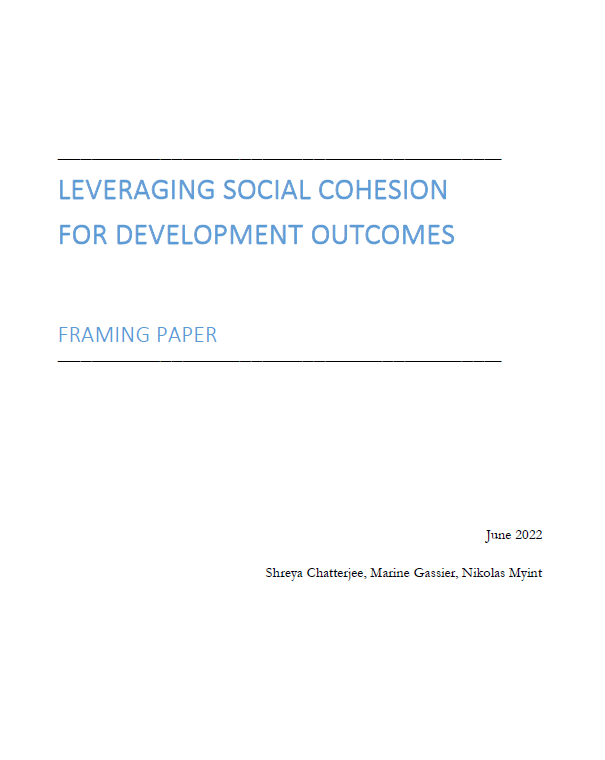 LEVERAGING SOCIAL COHESION
FOR DEVELOPMENT OUTCOMES
FRAMING PAPER
June 2022
Shreya Chatterjee, Marine Gassier, Nikolas Myint